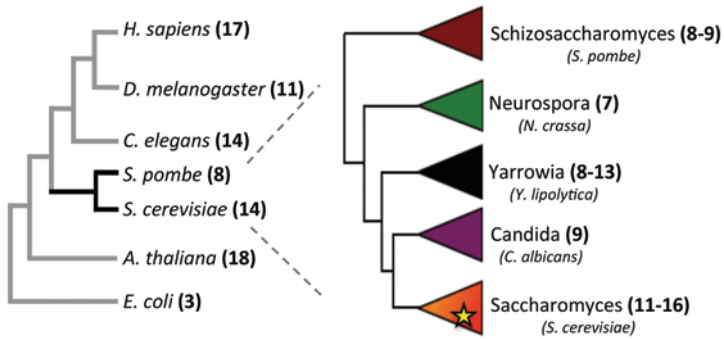 H. sapiens (17)
D. melanogaster (11)
C. elegans (14)
S. pombe (8)
S. cerevisiae (14)
A. thaliana (18)
E. coli (3)
Schizosaccharomyces (8-9)
(S. pombe)
Neurospora (7)
(N. crassa)
Yarrowia (8-13)
(Y. lipolytica)
Candida (9)
(C. albicans)
Saccharomyces (11-16)
(S. cerevisiae)